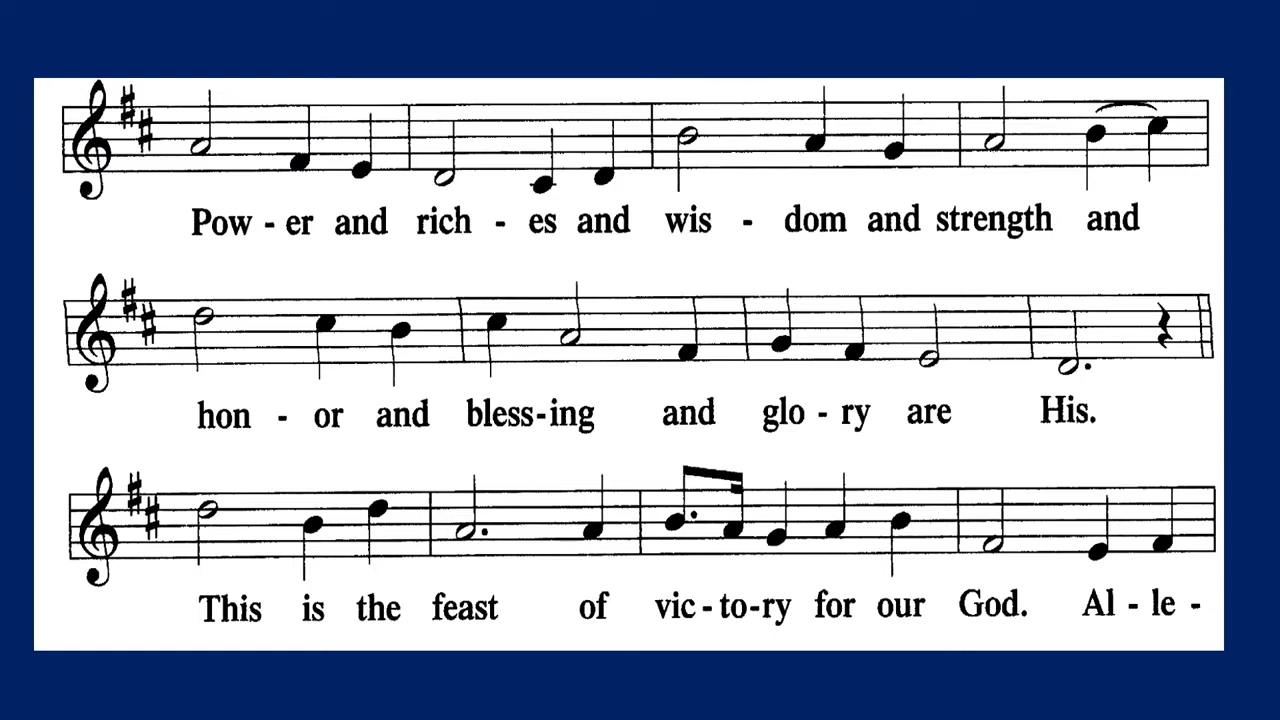 Pow - er and rich - es and wis - dom and strength and
hon - or and bless-ing and glo - ry are His.
This is the feast of vic - to-ry for our God. Al - le -